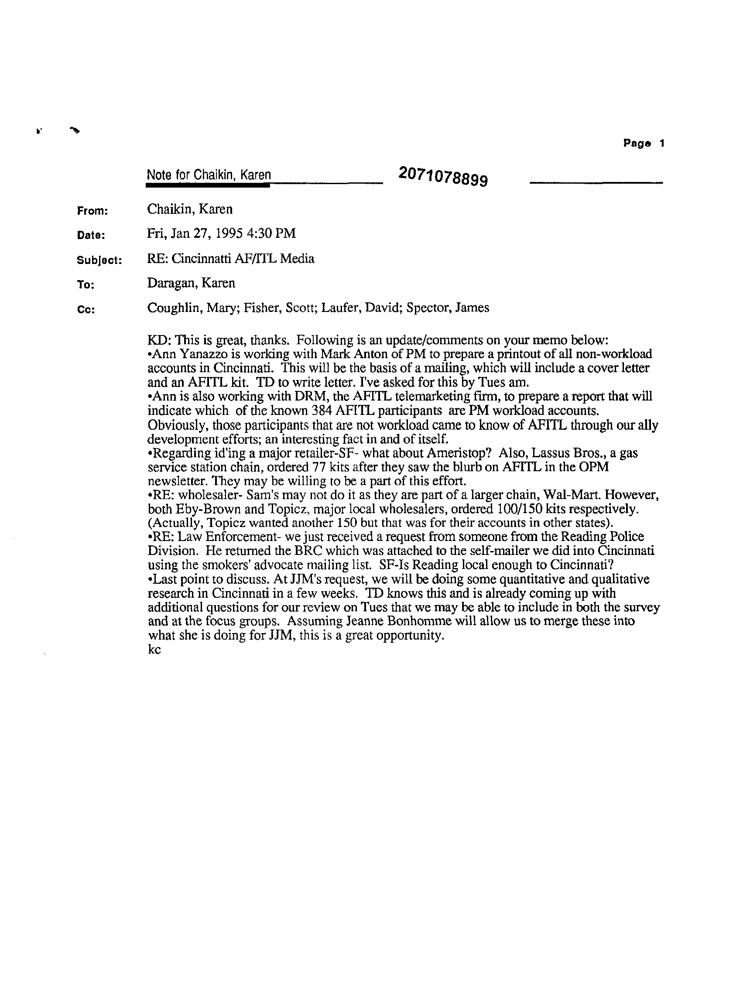 Page 1
Note for Chaikin, Karen
2071078899
From: Chaikin, Karen
Date: Fri, Jan 27, 1995 4:30 PM
Subject: RE: Cincinnatti AF/ITL Media
To: Daragan, Karen
Cc: Coughlin, Mary; Fisher, Scott; Laufer, David; Spector, James
KD: This is great, thanks. Following is an update/comments on your memo below:
•Ann Yanazzo is working with Mark Anton of PM to prepare a printout of all non-workload
accounts in Cincinnati. This will be the basis of a mailing, which will include a cover letter
and an AFITL kit. TD to write letter. I've asked for this by Tues am.
•Ann is also working with DRM, the AFITL telemarketing firm, to prepare a report that will
indicate which of the known 384 AFITL participants are PM workload accounts.
Obviously, those participants that are not workload came to know of AFITL through our ally
development efforts; an interesting fact in and of itself.
•Regarding id'ing a major retailer-SF- what about Ameristop? Also, Lassus Bros., a gas
service station chain, ordered 77 kits after they saw the blurb on AFITL in the OPM
newsletter. They may be willing to be a part of this effort.
•RE: wholesaler- Sam's may not do it as they are part of a larger chain, Wal-Mart. However,
both Eby-Brown and Topicz, major local wholesalers, ordered 100/150 kits respectively.
(Actually, Topicz wanted another 150 but that was for their accounts in other states).
•RE: Law Enforcement- we just received a request from someone from the Reading Police
Division. He returned the BRC which was attached to the self-mailer we did into Cincinnati
using the smokers' advocate mailing list. SF-Is Reading local enough to Cincinnati?
•Last point to discuss. At JJM's request, we will be doing some quantitative and qualitative
research in Cincinnati in a few weeks. TD knows this and is already coming up with
additional questions for our review on Tues that we may be able to include in both the survey
and at the focus groups. Assuming Jeanne Bonhomme will allow us to merge these into
what she is doing for JJM, this is a great opportunity.
kc